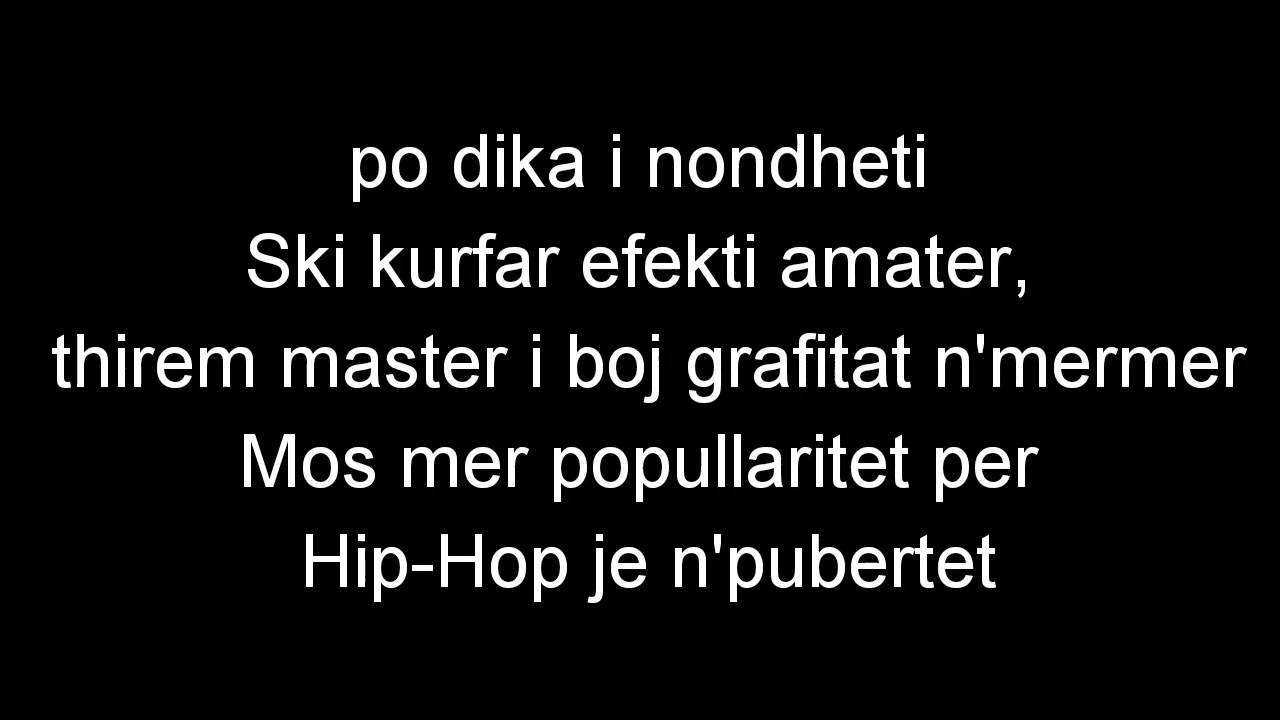 po dika i nondheti
Ski kurfar efekti amater,
thirem master i boj grafitat n'mermer
Mos mer popullaritet per
Hip-Hop je n'pubertet